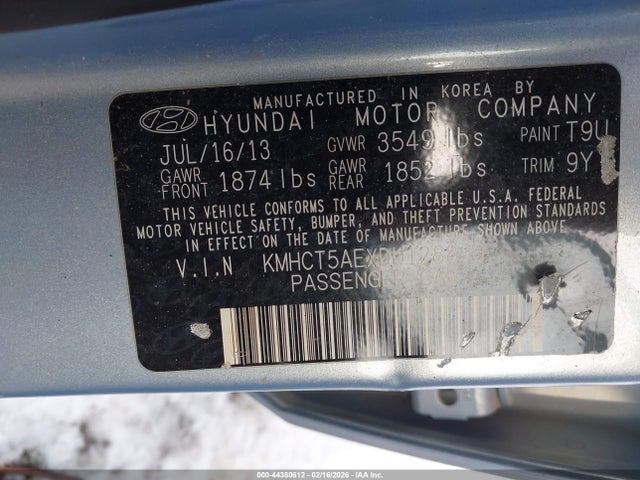 MANUFACTURED IN KOREA BY
HYUNDAI MOTOR COMPANY
JUL/16/13 GVWR 3549 lbs PAINT T9U
GAWR FRONT 1874 lbs GAWR REAR 1852 lbs TRIM 9Y
THIS VEHICLE CONFORMS TO ALL APPLICABLE U.S.A. FEDERAL
MOTOR VEHICLE SAFETY, BUMPER, AND THEFT PREVENTION STANDARDS
IN EFFECT ON THE DATE OF MANUFACTURE SHOWN ABOVE
V.I.N
000-44380612 - 02/16/2026 - Copyright IAA, Inc.